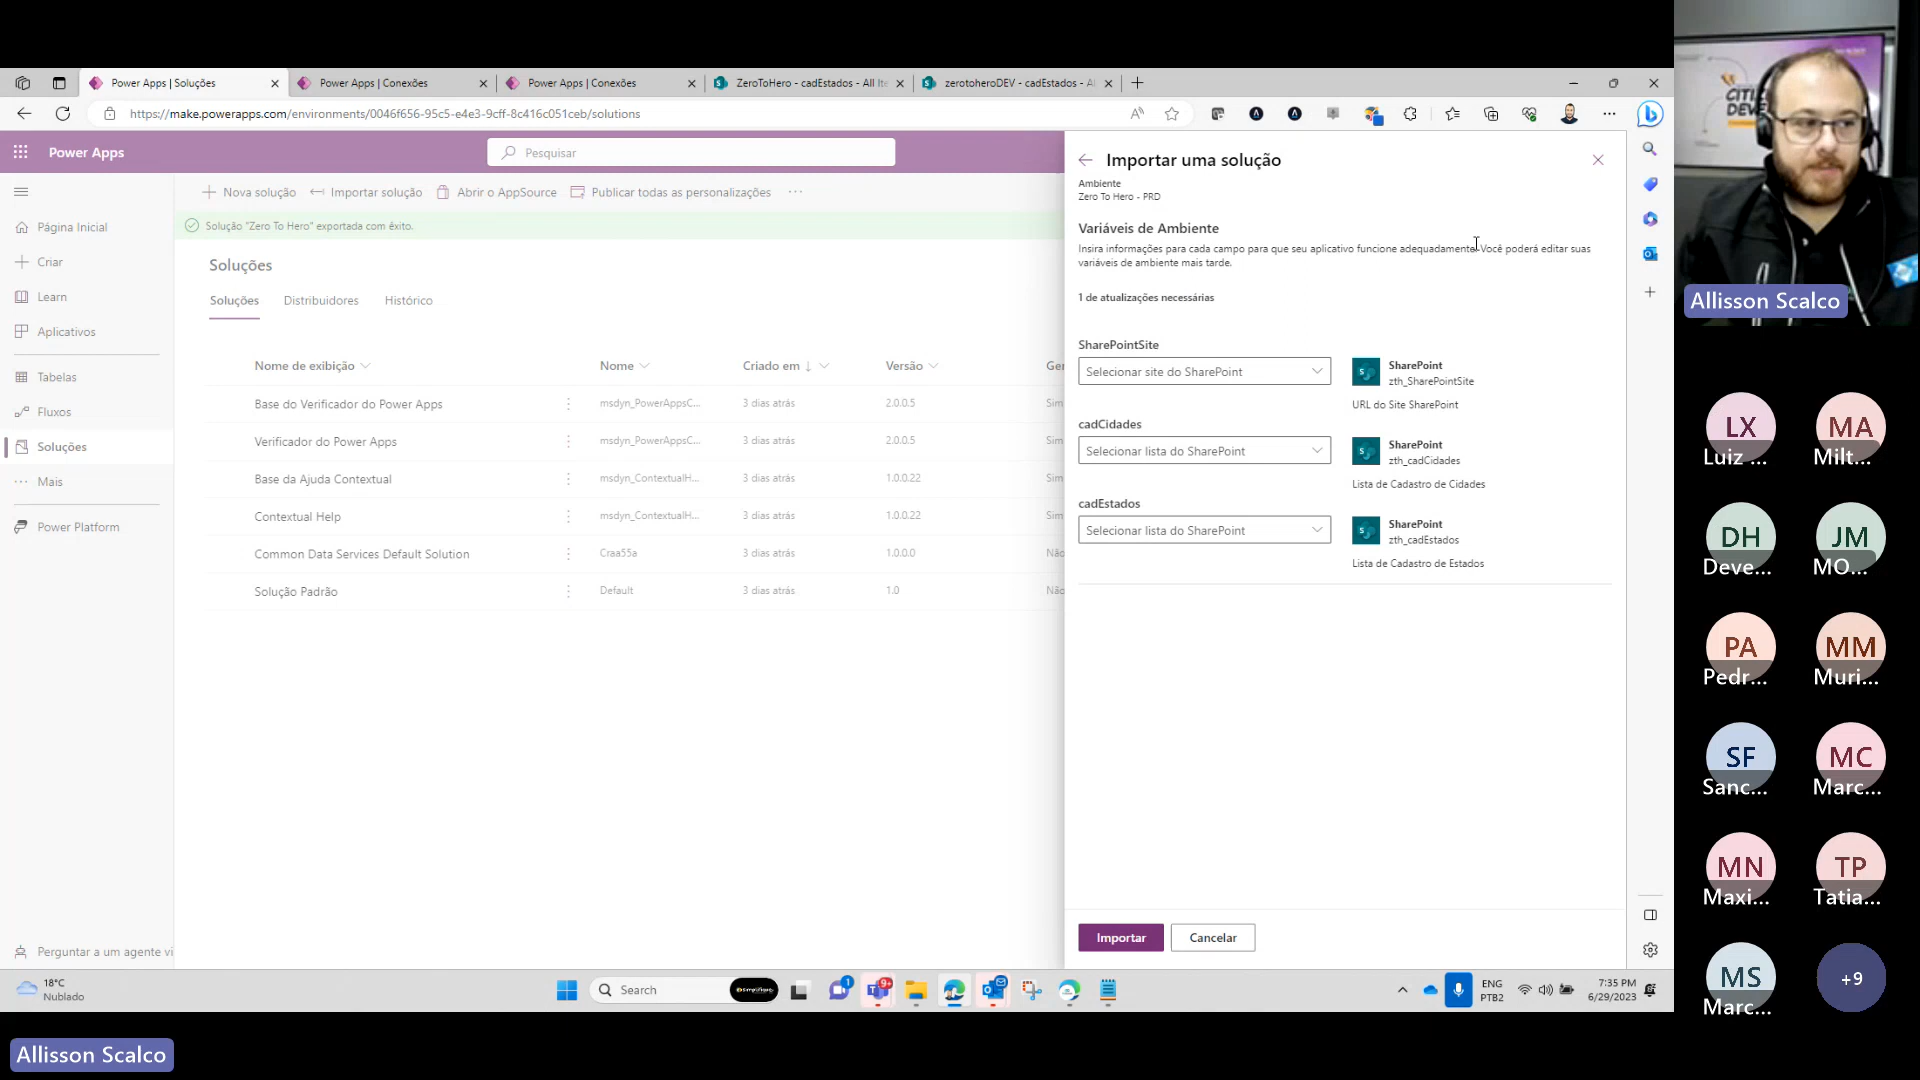 Power Apps | Soluções
Power Apps | Conexões
Power Apps | Conexões
ZeroToHero - cadEstados - All Ite
zerotoheroDEV - cadEstados - Al
https://make.powerapps.com/environments/0046f656-95c5-e4e3-9cff-8c416c051ceb/solutions
Power Apps
Pesquisar
Nova solução
Importar solução
Abrir o AppSource
Publicar todas as personalizações
Solução "Zero To Hero" exportada com êxito.
Página Inicial
Criar
Learn
Aplicativos
Tabelas
Fluxos
Soluções
Mais
Power Platform
Perguntar a um agente vi
Soluções
Soluções
Distribuidores
Histórico
Nome de exibição Nome Criado em Versão Ger
Base do Verificador do Power Apps msdyn_PowerAppsC... 3 dias atrás 2.0.0.5 Sim
Verificador do Power Apps msdyn_PowerAppsC... 3 dias atrás 2.0.0.5 Sim
Base da Ajuda Contextual msdyn_ContextualH... 3 dias atrás 1.0.0.22 Sim
Contextual Help msdyn_ContextualH... 3 dias atrás 1.0.0.22 Sim
Common Data Services Default Solution Craa55a 3 dias atrás 1.0.0.0 Não
Solução Padrão Default 3 dias atrás 1.0 Não
Importar uma solução
Ambiente
Zero To Hero - PRD
Variáveis de Ambiente
Insira informações para cada campo para que seu aplicativo funcione adequadamente. Você poderá editar suas
variáveis de ambiente mais tarde.
1 de atualizações necessárias
SharePointSite
Selecionar site do SharePoint
SharePoint
zth_SharePointSite
URL do Site SharePoint
cadCidades
Selecionar lista do SharePoint
SharePoint
zth_cadCidades
Lista de Cadastro de Cidades
cadEstados
Selecionar lista do SharePoint
SharePoint
zth_cadEstados
Lista de Cadastro de Estados
Importar
Cancelar
18°C
Nublado
Search
1
9+
ENG
PTB2
7:35 PM
6/29/2023
Allisson Scalco
Allisson Scalco
LX
Luiz ...
MA
Milt...
DH
Deve...
JM
MO...
PA
Pedr...
MM
Muri...
SF
Sanc...
MC
Marc...
MN
Maxi...
TP
Tatia...
MS
Marc...
+9